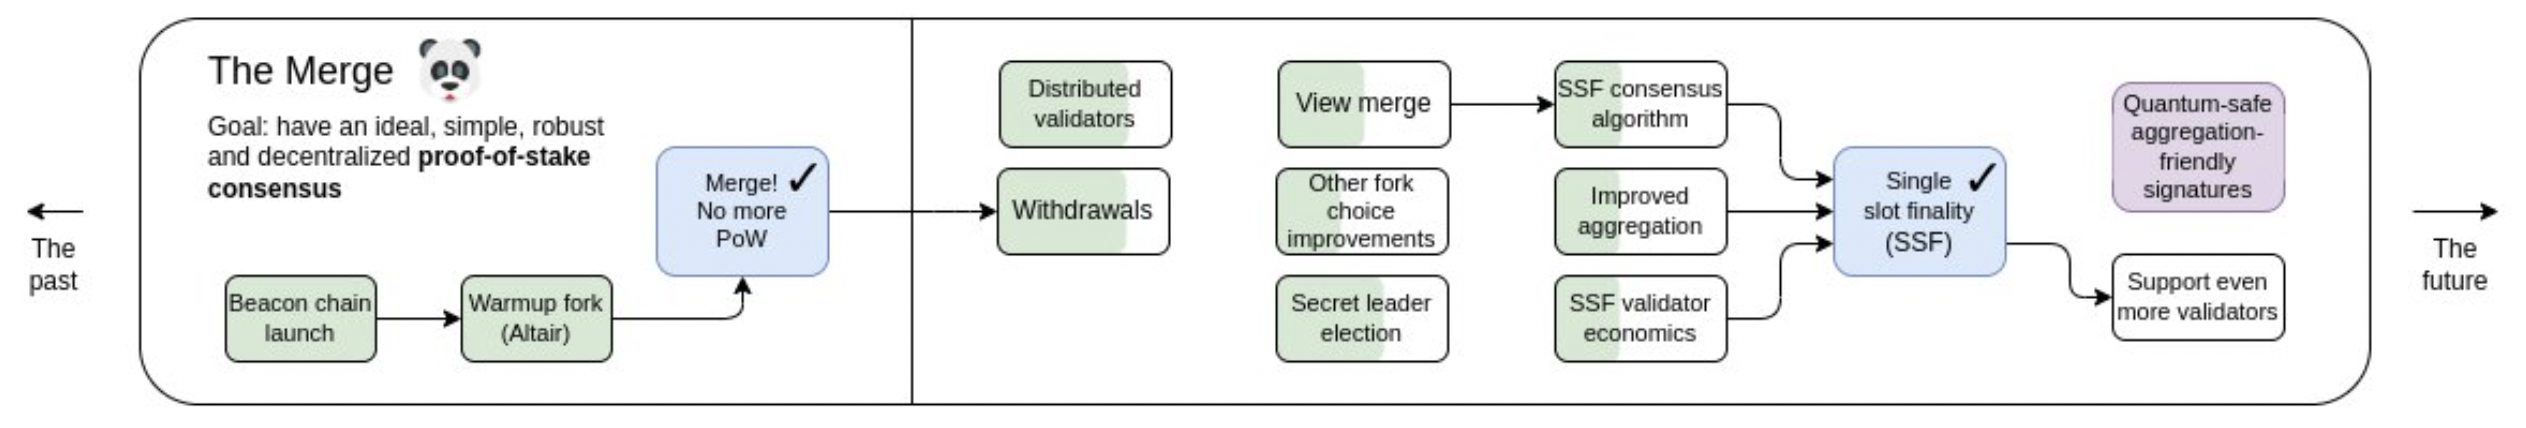 The Merge
Goal: have an ideal, simple, robust
and decentralized proof-of-stake
consensus
The
past
Beacon chain
launch
Warmup fork
(Altair)
Merge! ✓
No more
PoW
Distributed
validators
Withdrawals
View merge
Other fork
choice
improvements
Secret leader
election
SSF consensus
algorithm
Improved
aggregation
SSF validator
economics
Single ✓
slot finality
(SSF)
Quantum-safe
aggregation-
friendly
signatures
Support even
more validators
The
future